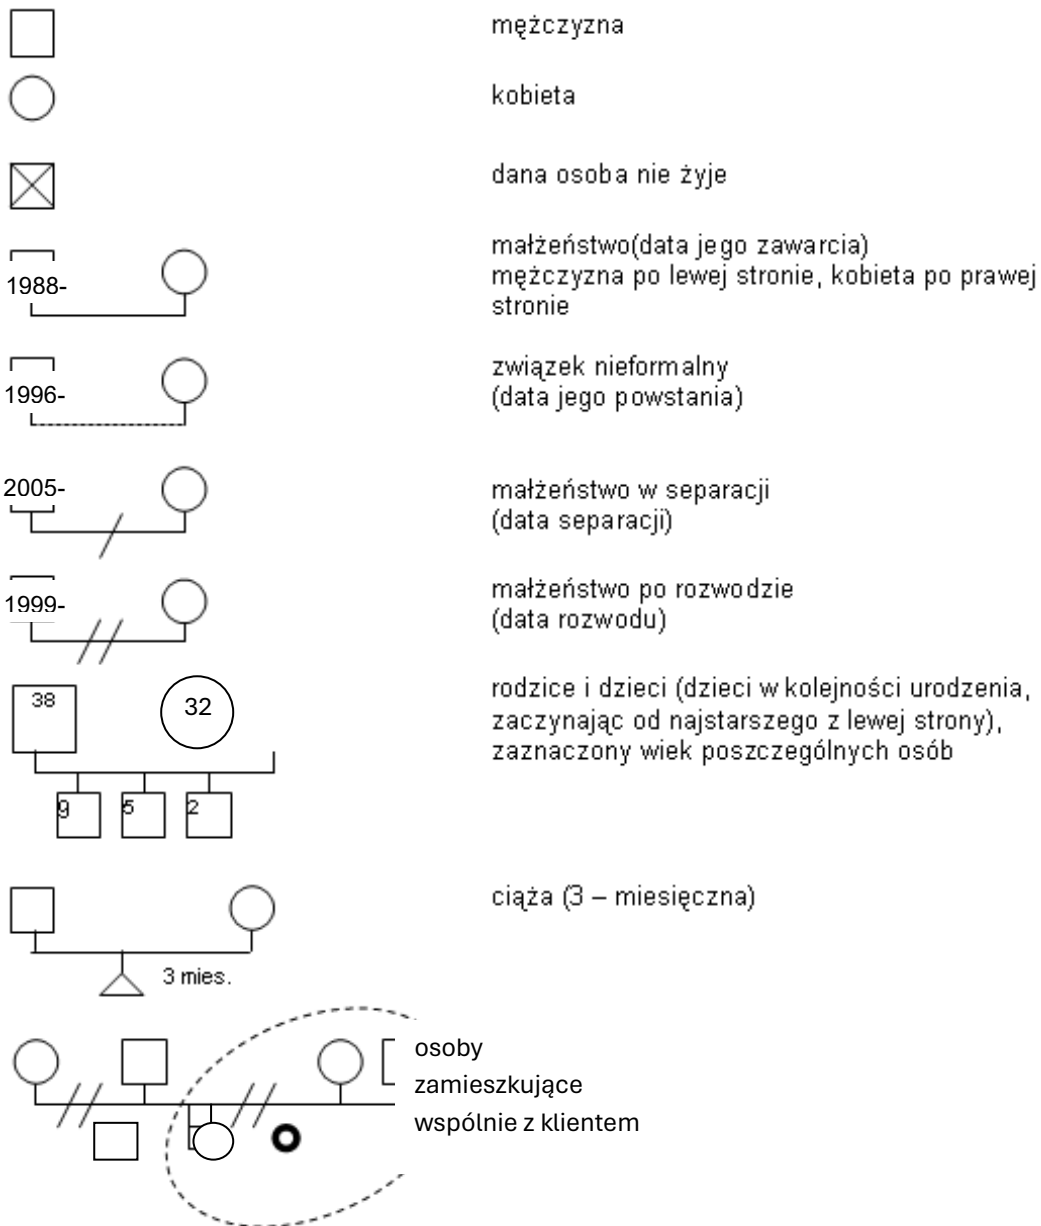 mężczyzna
kobieta
dana osoba nie żyje
małżeństwo(data jego zawarcia)
1988-
mężczyzna po lewej stronie, kobieta po prawej
stronie
związek nieformalny
1996-
(data jego powstania)
2005-
małżeństwo w separacji
(data separacji)
małżeństwo po rozwodzie
1999-
(data rozwodu)
38
32
rodzice i dzieci (dzieci w kolejności urodzenia,
zaczynając od najstarszego z lewej strony),
zaznaczony wiek poszczególnych osób
9 5 2
ciąża (3 – miesięczna)
3 mies.
osoby
zamieszkujące
wspólnie z klientem